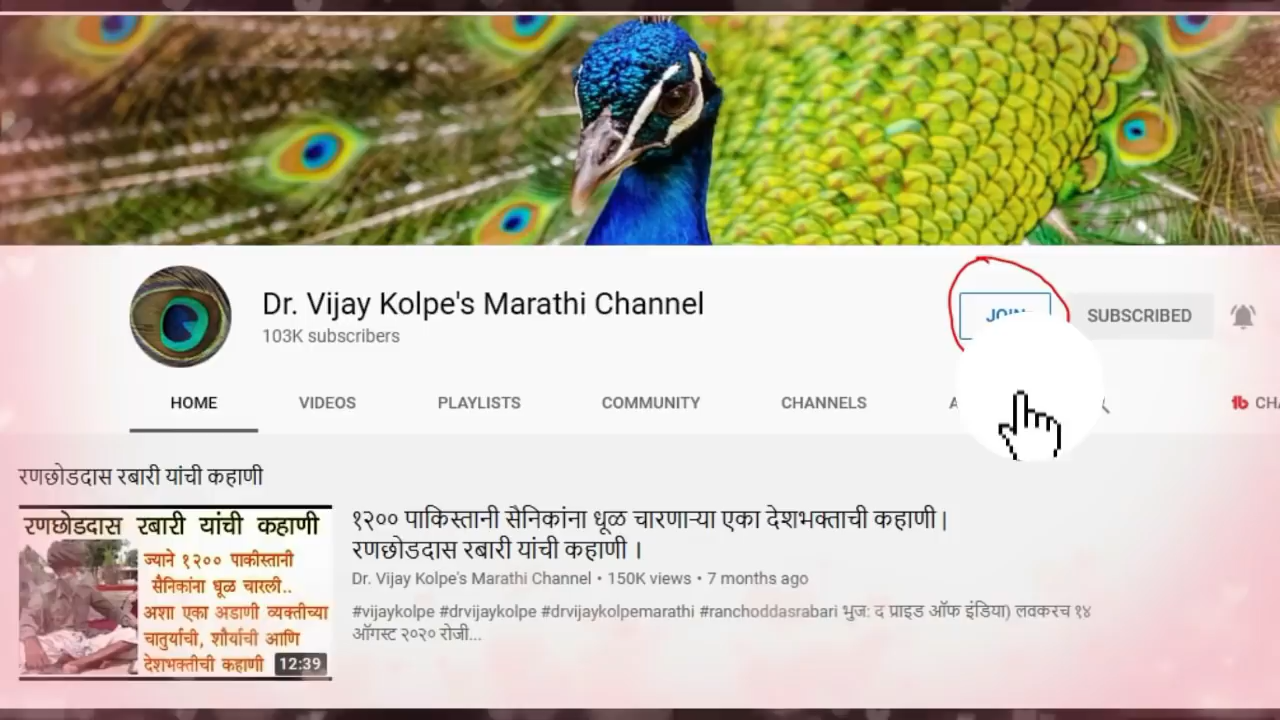 Dr. Vijay Kolpe's Marathi Channel
103K subscribers
SUBSCRIBED
HOME
VIDEOS
PLAYLISTS
COMMUNITY
CHANNELS
रणछोडदास रबारी यांची कहाणी
रणछोडदास रबारी यांची कहाणी
ज्याने १२०० पाकीस्तानी
सैनिकांना धूळ चारली..
अशा एका अडाणी व्यक्तीच्या
चातुर्याची, शौर्याची आणि
देशभक्तीची कहाणी
12:39
१२०० पाकिस्तानी सैनिकांना धूळ चारणाऱ्या एका देशभक्ताची कहाणी |
रणछोडदास रबारी यांची कहाणी ।
Dr. Vijay Kolpe's Marathi Channel • 150K views • 7 months ago
#vijaykolpe #drvijaykolpe #drvijaykolpemarathi #ranchoddasrabari भुज: द प्राइड ऑफ इंडिया) लवकरच १४
ऑगस्ट २०२० रोजी...